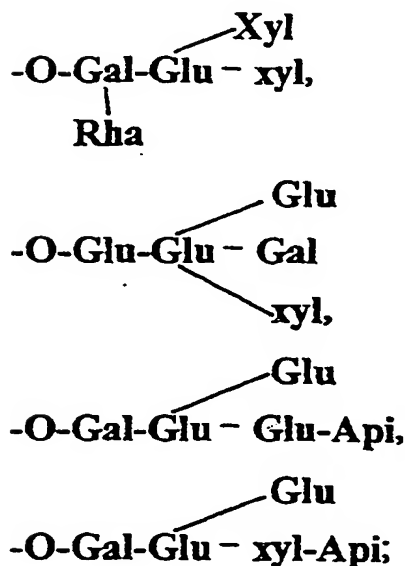 Xyl
-O-Gal-Glu - xyl,
Rha
Glu
-O-Glu-Glu - Gal
xyl,
Glu
-O-Gal-Glu - Glu-Api,
Glu
-O-Gal-Glu - xyl-Api;